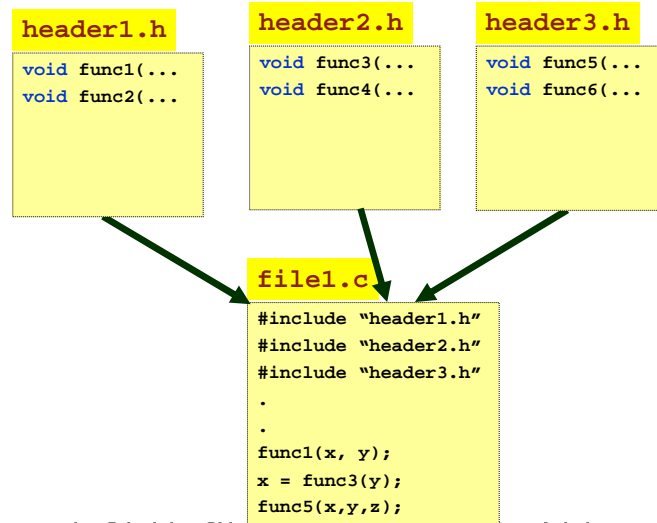 header1.h
void func1(...
void func2(...
header2.h
void func3(...
void func4(...
header3.h
void func5(...
void func6(...
file1.c
#include “header1.h”
#include “header2.h”
#include “header3.h”
.
.
func1(x, y);
x = func3(y);
func5(x,y,z);